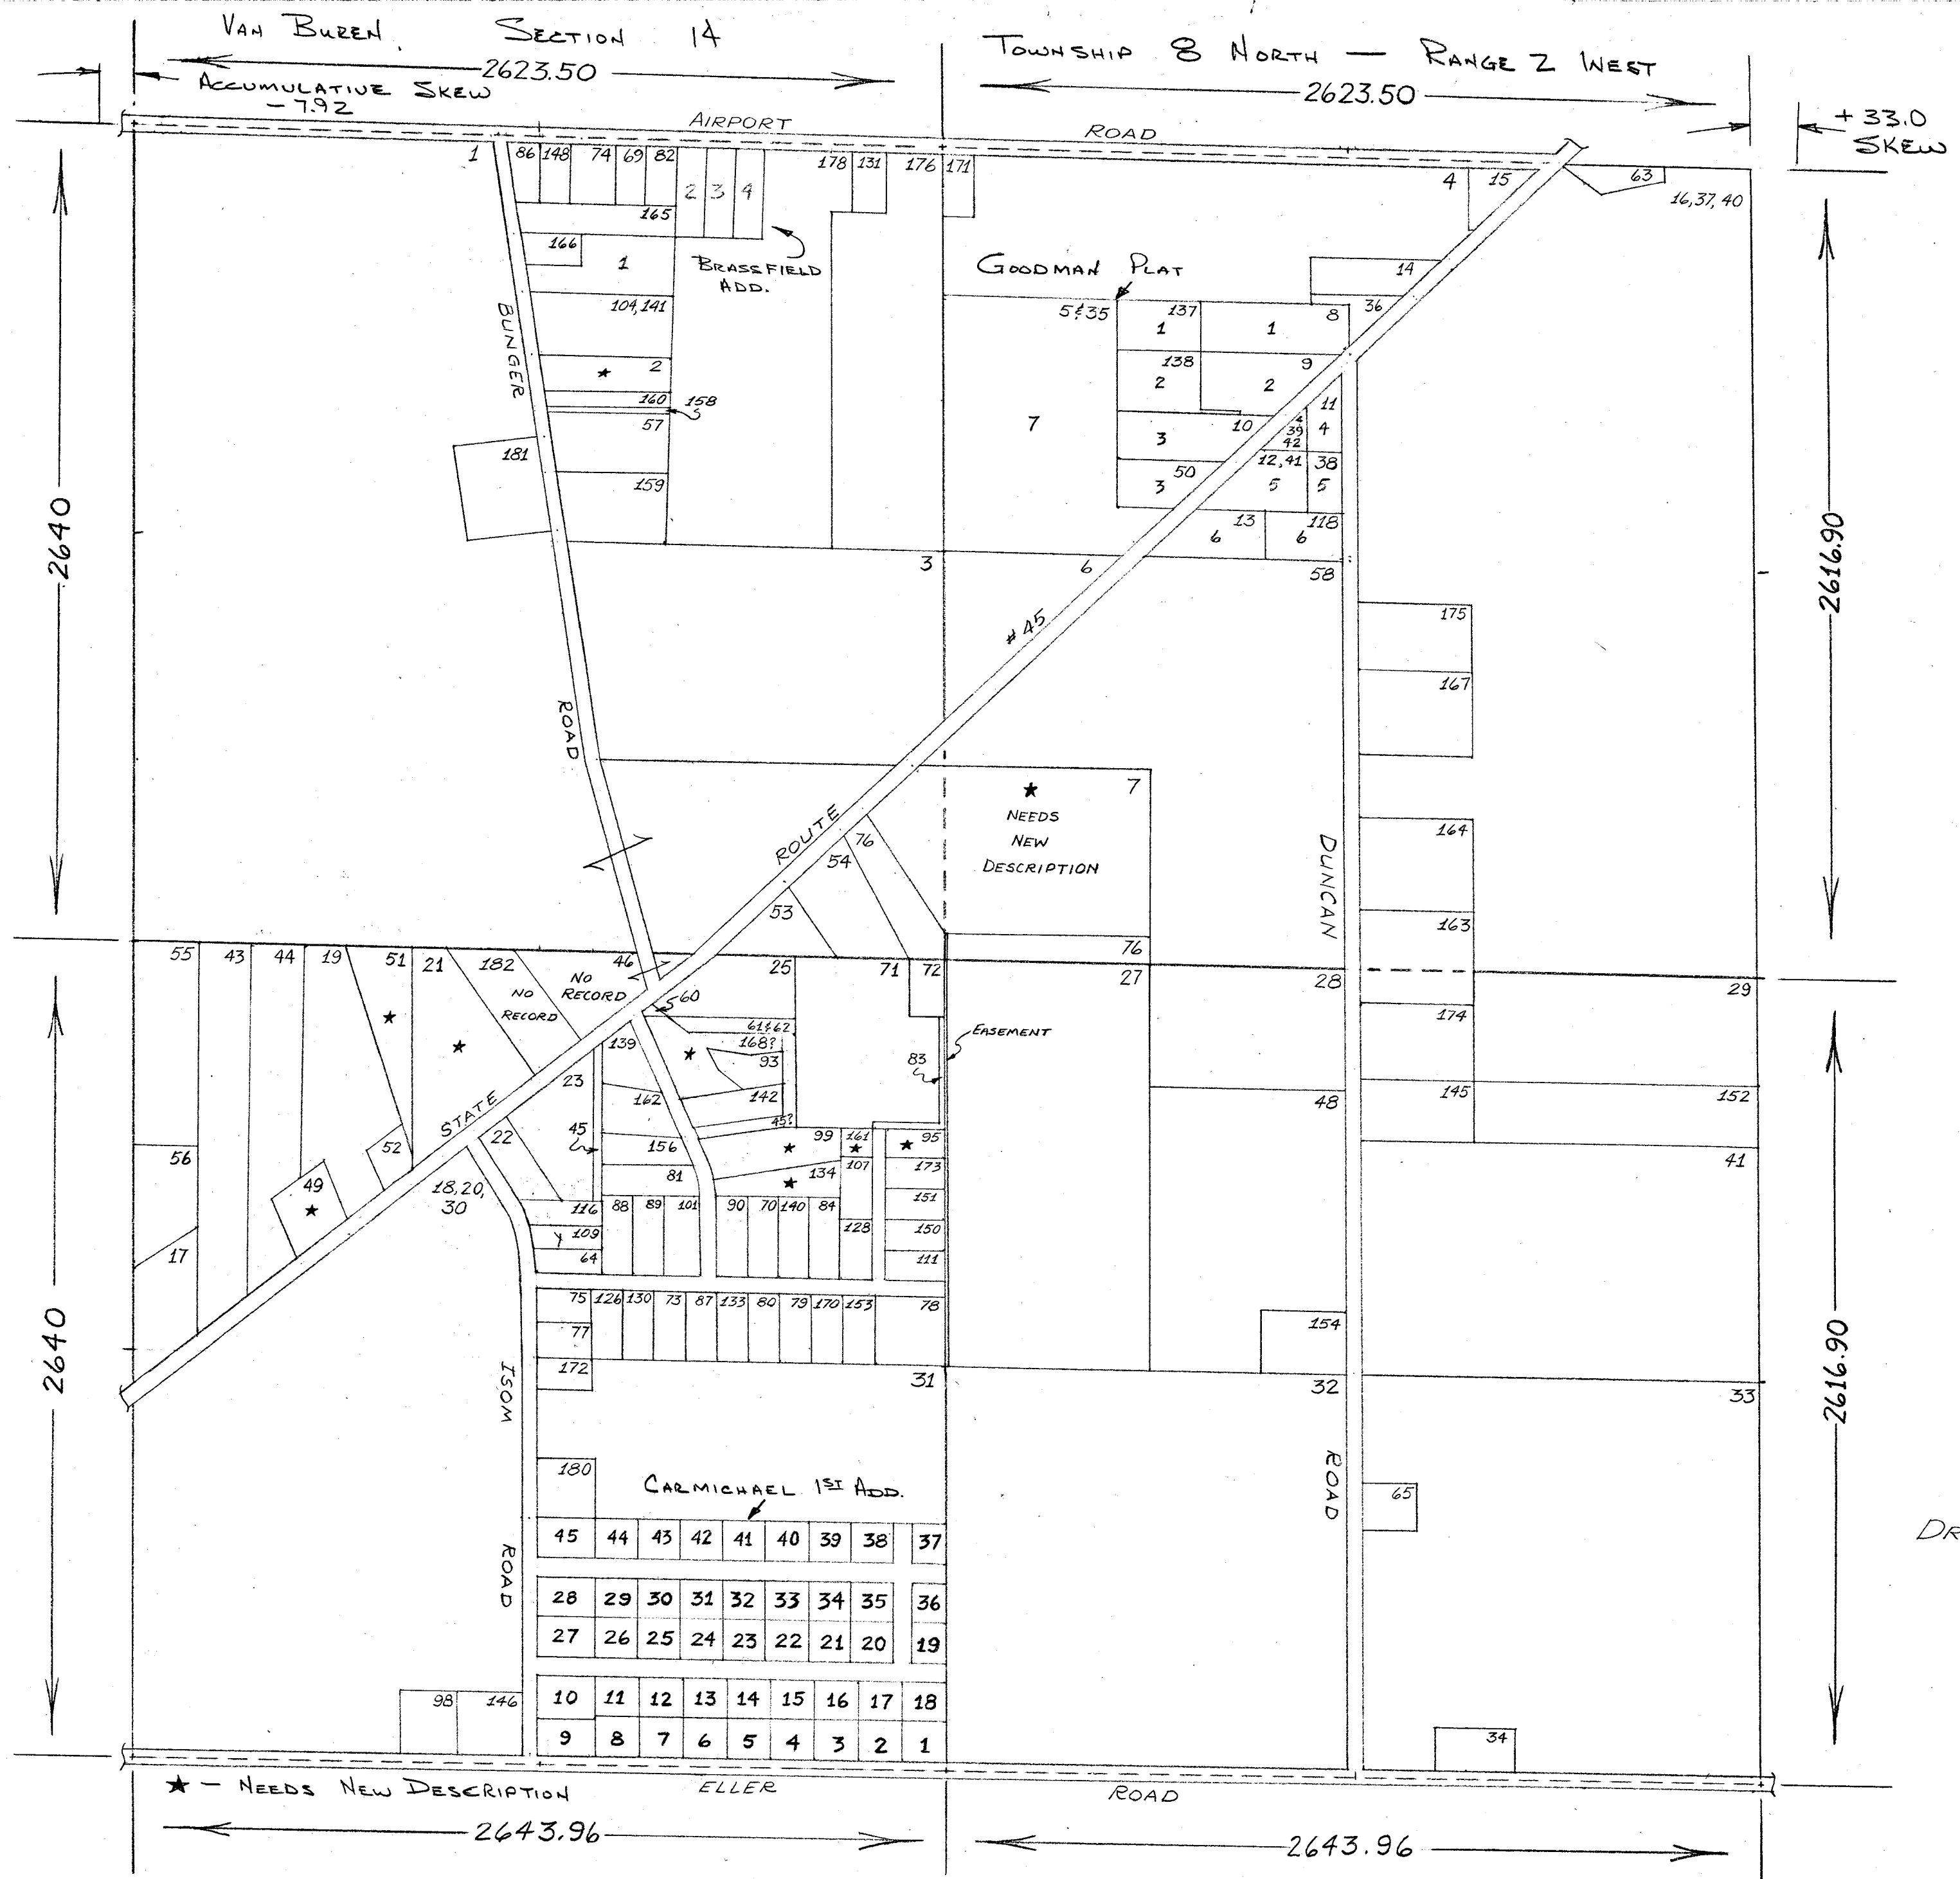 VAN BUREN. SECTION 14
TOWNSHIP 8 NORTH — RANGE 2 WEST
2623.50
2623.50
ACCUMULATIVE SKEW
- 7.92
+ 33.0
SKEW
AIRPORT ROAD
1 86 148 74 69 82 178 131 176 171 4 15 63
2 3 4
16,37,40
165
166
1
BRASSFIELD
ADD.
GOODMAN PLAT
14
36
104,141
5&35 137 8
1 1
BUNGER
2
★
138 9
2 2
160 158
57
7
11
10 39 4
42
3
181
50 12,41 38
3 5 5
159
13 118
6 6
2640
2616.90
3 6 58
#45
175
167
ROAD
7
★
NEEDS
NEW
DESCRIPTION
ROUTE
76
54
53
164
DUNCAN
163
76
55 43 44 19 51 21 182 46 25 71 72 27 28 29
NO
RECORD
NO
RECORD
★
★
60
61&62
174
EASEMENT
139 168?
★
93
83
23
162 142
48 145 152
STATE
45?
52 22 45
156
99 161 95
★ ★ ★
56
81 134 107 173
★
41
49
★
18,20,
30
151
116 88 89 101 90 70 140 84
128 150
Y 109
64 111
17
75 126 130 73 87 133 80 79 170 153 78
77
154
172
31 32 33
2640
2616.90
ISOM
ROAD
180
CARMICHAEL 1ST ADD.
ROAD
65
45 44 43 42 41 40 39 38 37
DR
28 29 30 31 32 33 34 35 36
27 26 25 24 23 22 21 20 19
98 146 10 11 12 13 14 15 16 17 18
9 8 7 6 5 4 3 2 1
34
★ - NEEDS NEW DESCRIPTION
ELLER ROAD
2643.96
2643.96